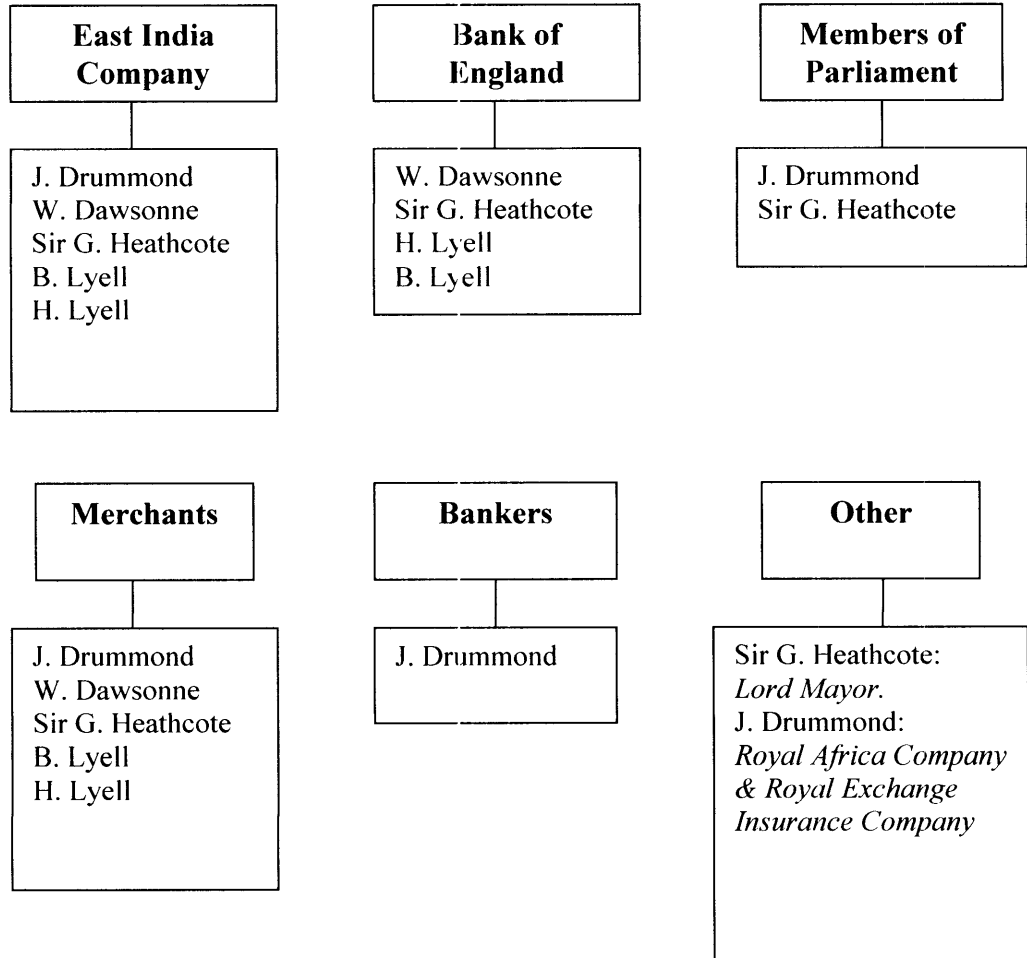 East India
Company
J. Drummond
W. Dawsonne
Sir G. Heathcote
B. Lyell
H. Lyell
Bank of
England
W. Dawsonne
Sir G. Heathcote
H. Lyell
B. Lyell
Members of
Parliament
J. Drummond
Sir G. Heathcote
Merchants
J. Drummond
W. Dawsonne
Sir G. Heathcote
B. Lyell
H. Lyell
Bankers
J. Drummond
Other
Sir G. Heathcote:
Lord Mayor.
J. Drummond:
Royal Africa Company
& Royal Exchange
Insurance Company